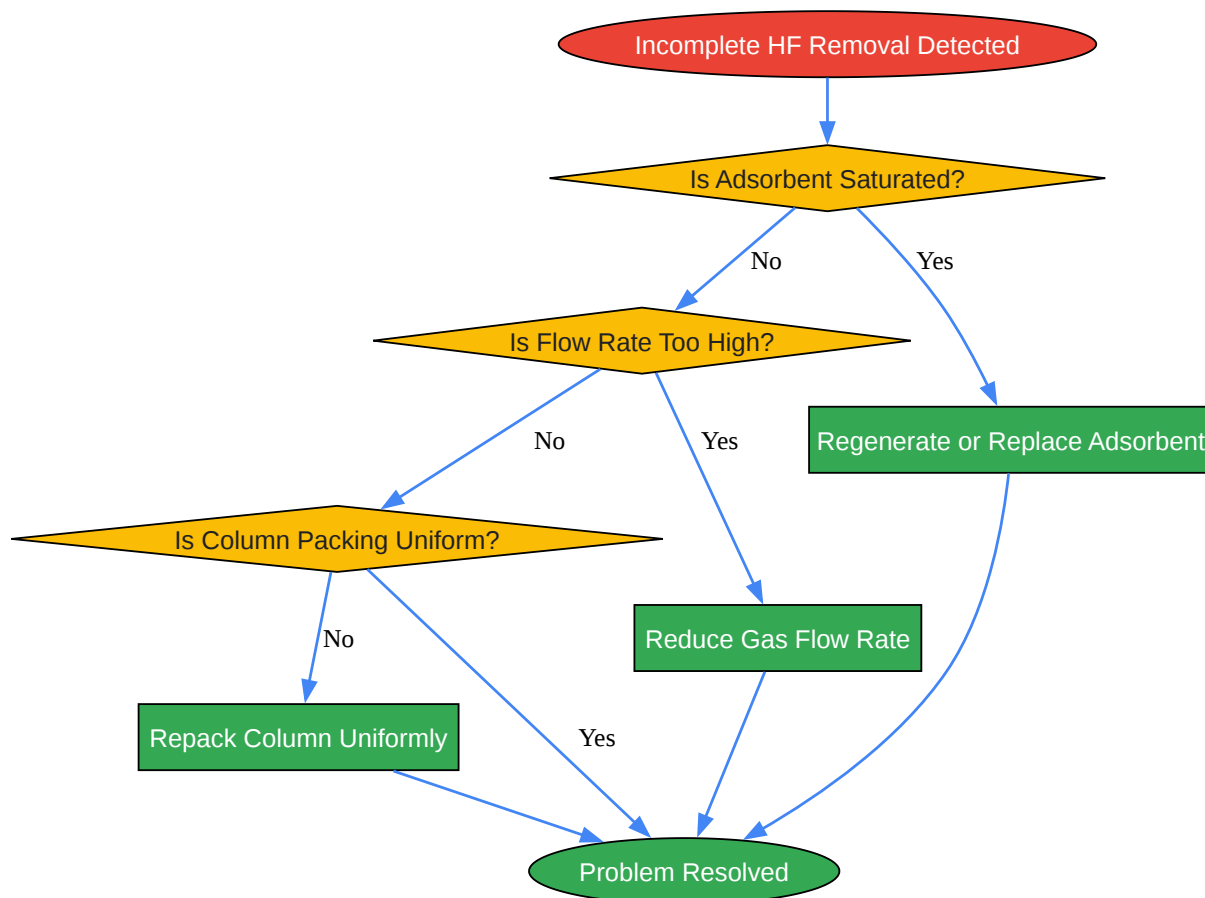 Incomplete HF Removal Detected
Is Adsorbent Saturated?
No
Yes
Is Flow Rate Too High?
Regenerate or Replace Adsorbent
No
Yes
Is Column Packing Uniform?
Reduce Gas Flow Rate
No
Repack Column Uniformly
Yes
Problem Resolved